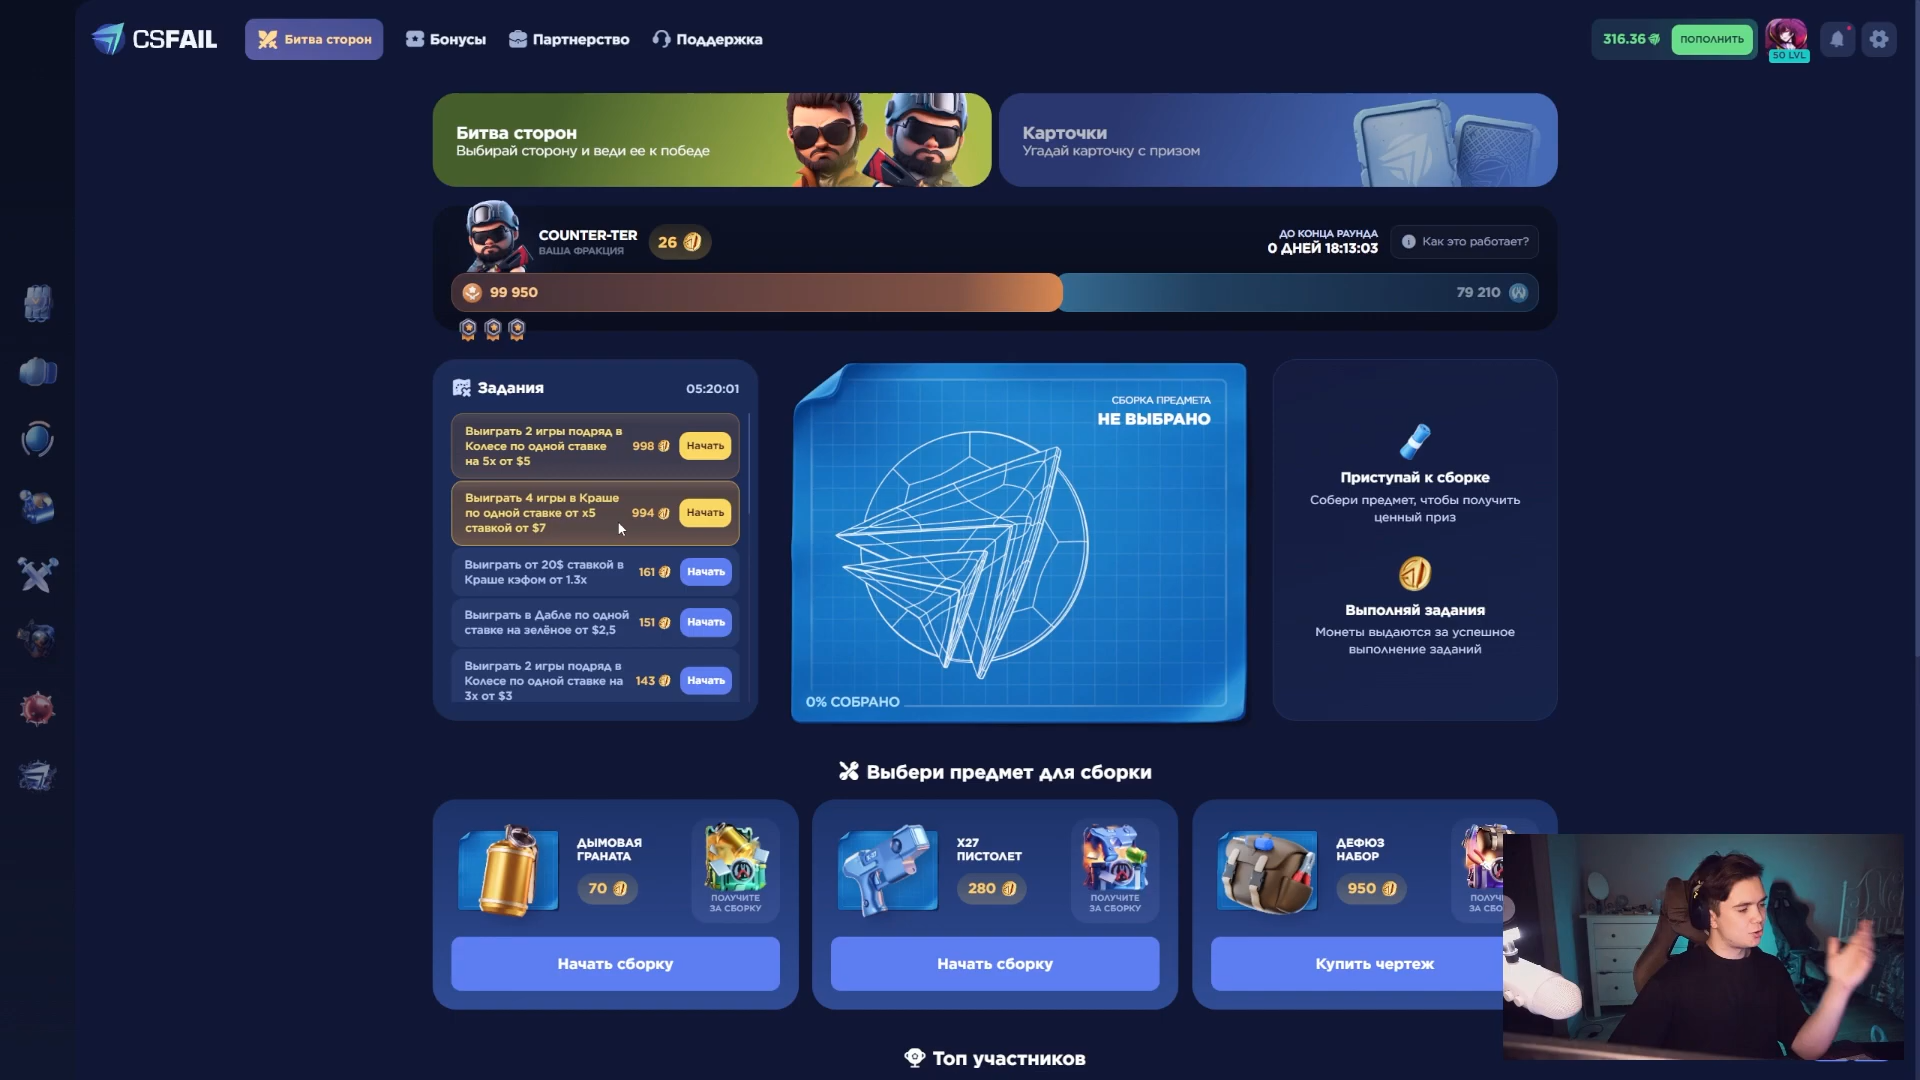 CSFAIL
Битва сторон
Бонусы
Партнерство
Поддержка
316.36
ПОПОЛНИТЬ
50 LVL
Битва сторон
Выбирай сторону и веди ее к победе
Карточки
Угадай карточку с призом
COUNTER-TER
ВАША ФРАКЦИЯ
26
ДО КОНЦА РАУНДА
0 ДНЕЙ 18:13:03
Как это работает?
99 950
79 210
Задания
05:20:01
Выиграть 2 игры подряд в
Колесе по одной ставке
на 5x от $5
998
Начать
Выиграть 4 игры в Краше
по одной ставке от x5
ставкой от $7
994
Начать
Выиграть от 20$ ставкой в
Краше кэфом от 1.3x
161
Начать
Выиграть в Дабле по одной
ставке на зелёное от $2,5
151
Начать
Выиграть 2 игры подряд в
Колесе по одной ставке на
3x от $3
143
Начать
СБОРКА ПРЕДМЕТА
НЕ ВЫБРАНО
0% СОБРАНО
Приступай к сборке
Собери предмет, чтобы получить
ценный приз
Выполняй задания
Монеты выдаются за успешное
выполнение заданий
Выбери предмет для сборки
ДЫМОВАЯ
ГРАНАТА
70
ПОЛУЧИТЕ
ЗА СБОРКУ
Начать сборку
X27
ПИСТОЛЕТ
280
ПОЛУЧИТЕ
ЗА СБОРКУ
Начать сборку
ДЕФЮЗ
НАБОР
950
ПОЛУЧ
ЗА СБО
Купить чертеж
Топ участников